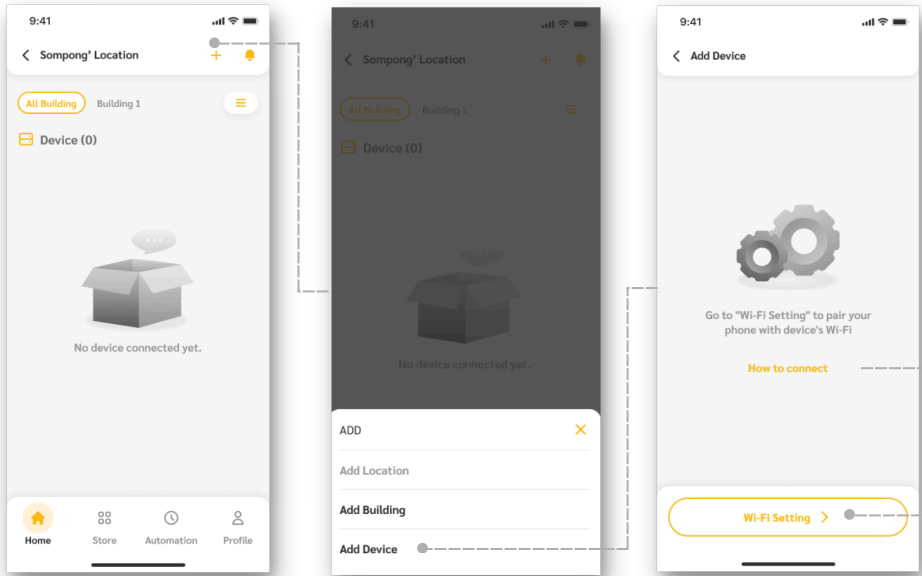 9:41
Sompong' Location
All Building
Building 1
Device (0)
No device connected yet.
Home
Store
Automation
Profile
9:41
Sompong' Location
All Building
Building 1
Device (0)
No device connected yet.
ADD
Add Location
Add Building
Add Device
9:41
Add Device
Go to "Wi-Fi Setting" to pair your
phone with device's Wi-Fi
How to connect
Wi-Fi Setting